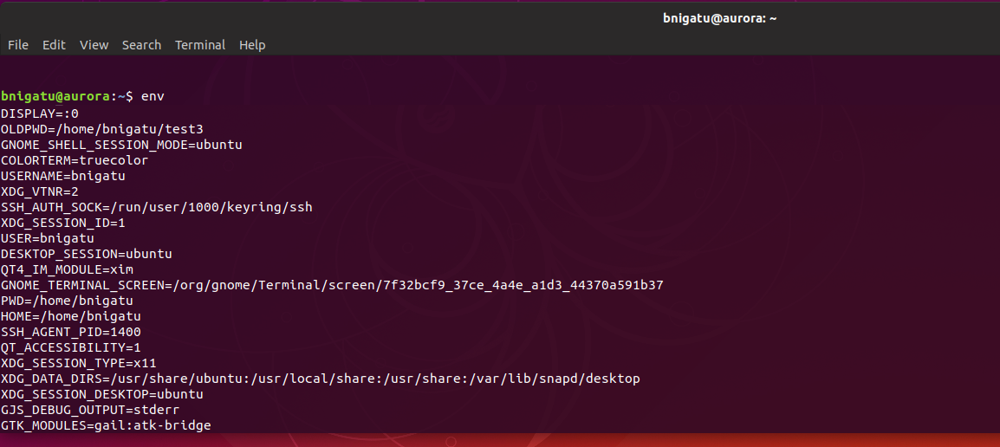 bnigatu@aurora: ~
File Edit View Search Terminal Help
bnigatu@aurora:~$ env
DISPLAY=:0
OLDPWD=/home/bnigatu/test3
GNOME_SHELL_SESSION_MODE=ubuntu
COLORTERM=truecolor
USERNAME=bnigatu
XDG_VTNR=2
SSH_AUTH_SOCK=/run/user/1000/keyring/ssh
XDG_SESSION_ID=1
USER=bnigatu
DESKTOP_SESSION=ubuntu
QT4_IM_MODULE=xim
GNOME_TERMINAL_SCREEN=/org/gnome/Terminal/screen/7f32bcf9_37ce_4a4e_a1d3_44370a591b37
PWD=/home/bnigatu
HOME=/home/bnigatu
SSH_AGENT_PID=1400
QT_ACCESSIBILITY=1
XDG_SESSION_TYPE=x11
XDG_DATA_DIRS=/usr/share/ubuntu:/usr/local/share:/usr/share:/var/lib/snapd/desktop
XDG_SESSION_DESKTOP=ubuntu
GJS_DEBUG_OUTPUT=stderr
GTK_MODULES=gail:atk-bridge